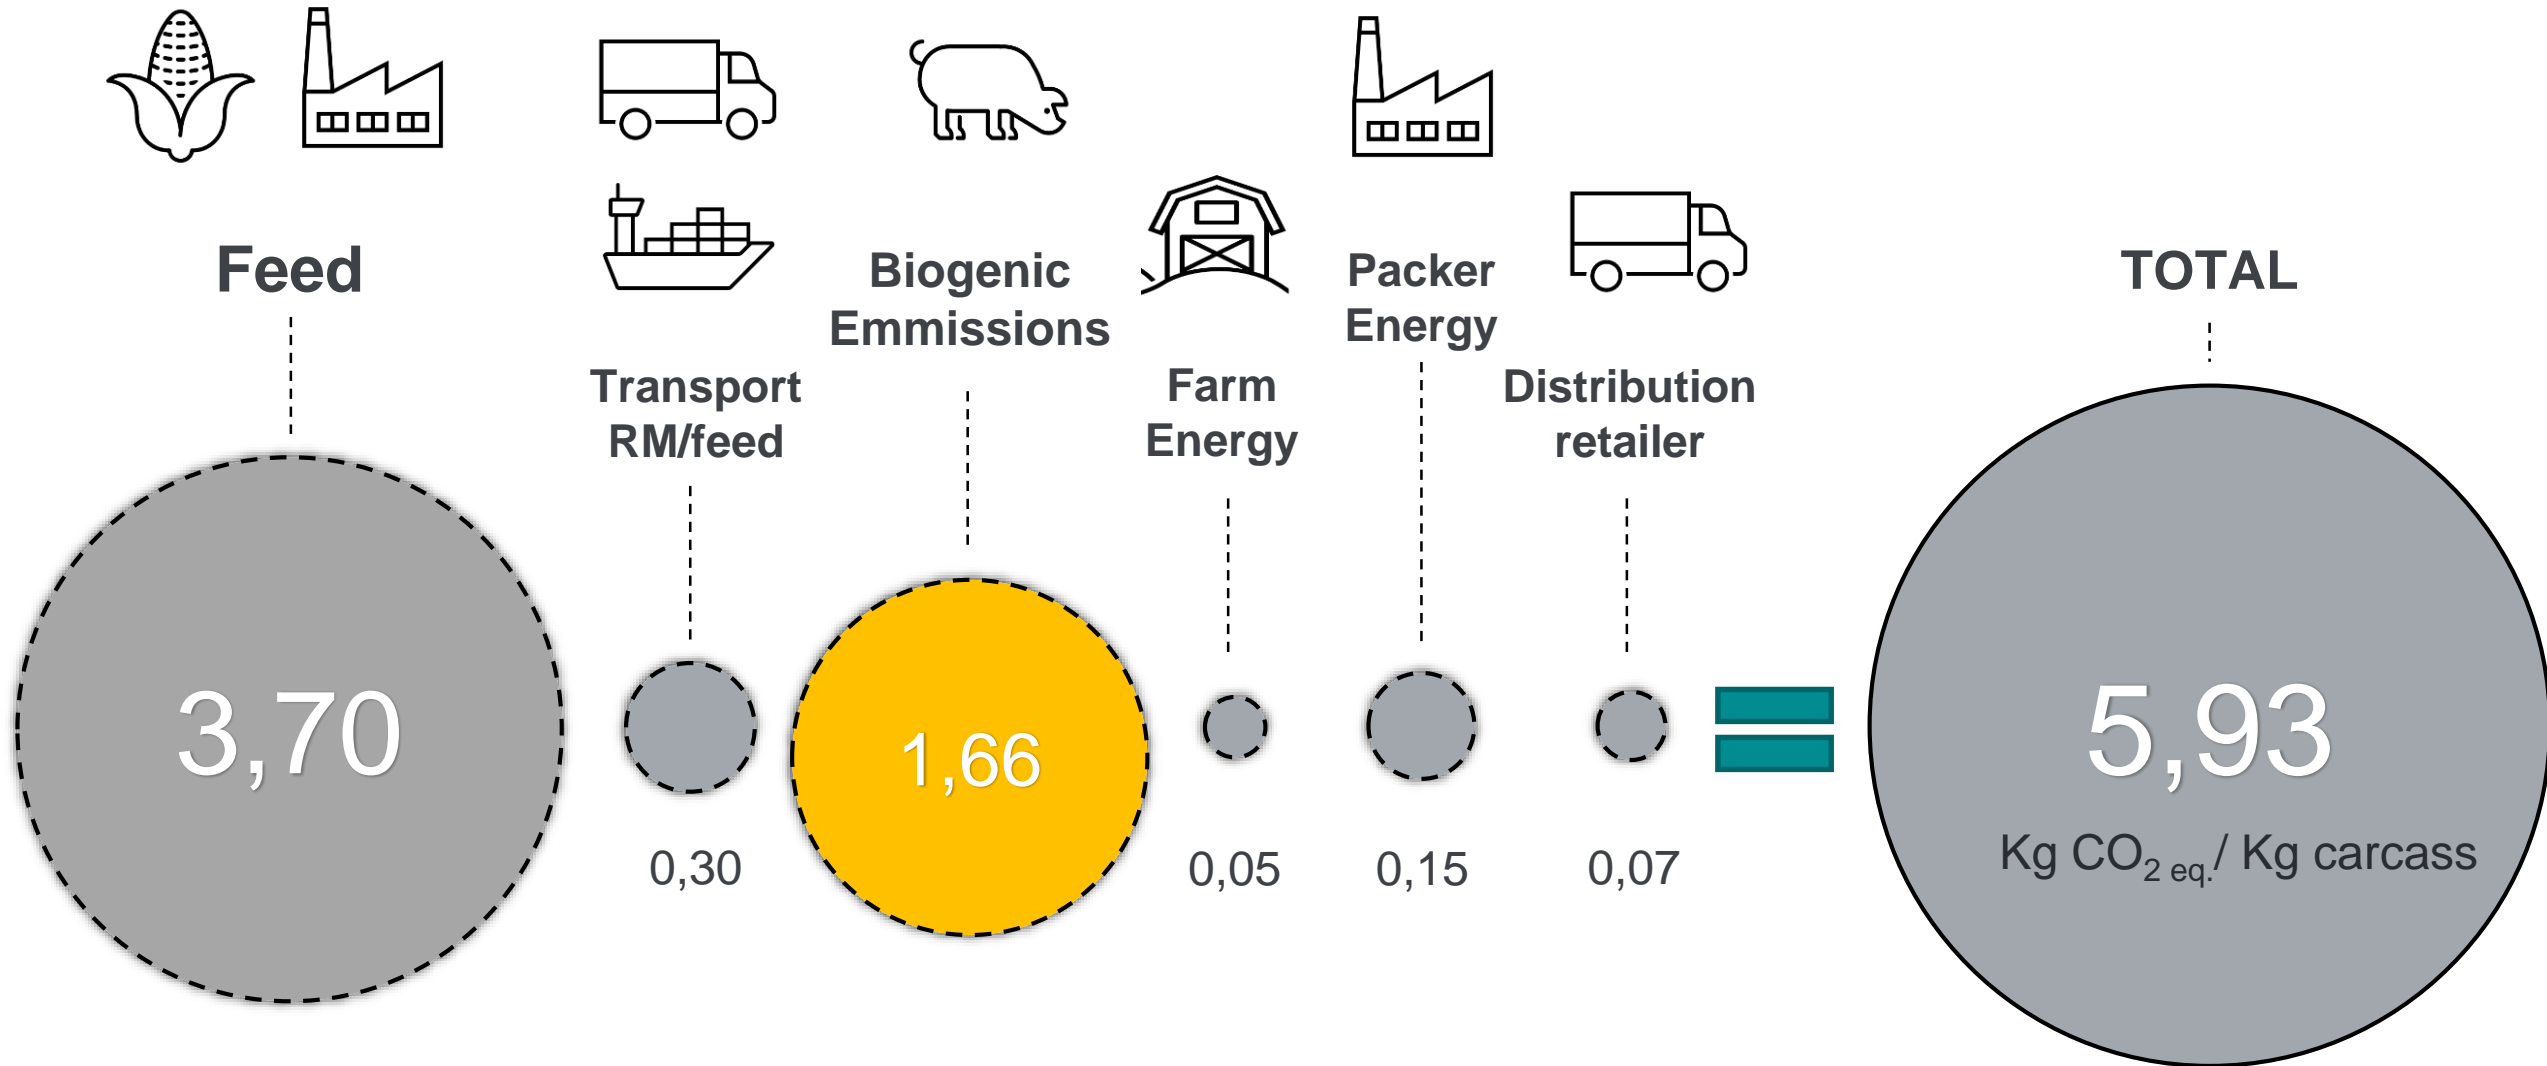 Feed
3,70
Transport
RM/feed
0,30
Biogenic
Emmissions
1,66
Farm
Energy
0,05
Packer
Energy
0,15
Distribution
retailer
0,07
TOTAL
5,93
Kg CO2 eq./ Kg carcass